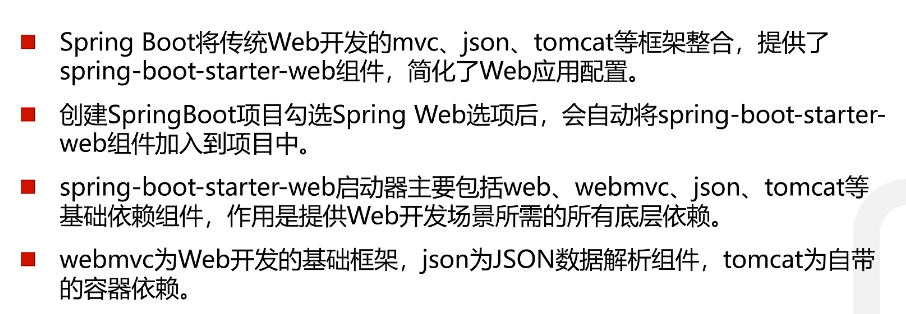 Spring Boot将传统Web开发的mvc、json、tomcat等框架整合，提供了
spring-boot-starter-web组件，简化了Web应用配置。
创建SpringBoot项目勾选Spring Web选项后，会自动将spring-boot-starter-
web组件加入到项目中。
spring-boot-starter-web启动器主要包括web、webmvc、json、tomcat等
基础依赖组件，作用是提供Web开发场景所需的所有底层依赖。
webmvc为Web开发的基础框架，json为JSON数据解析组件，tomcat为自带
的容器依赖。